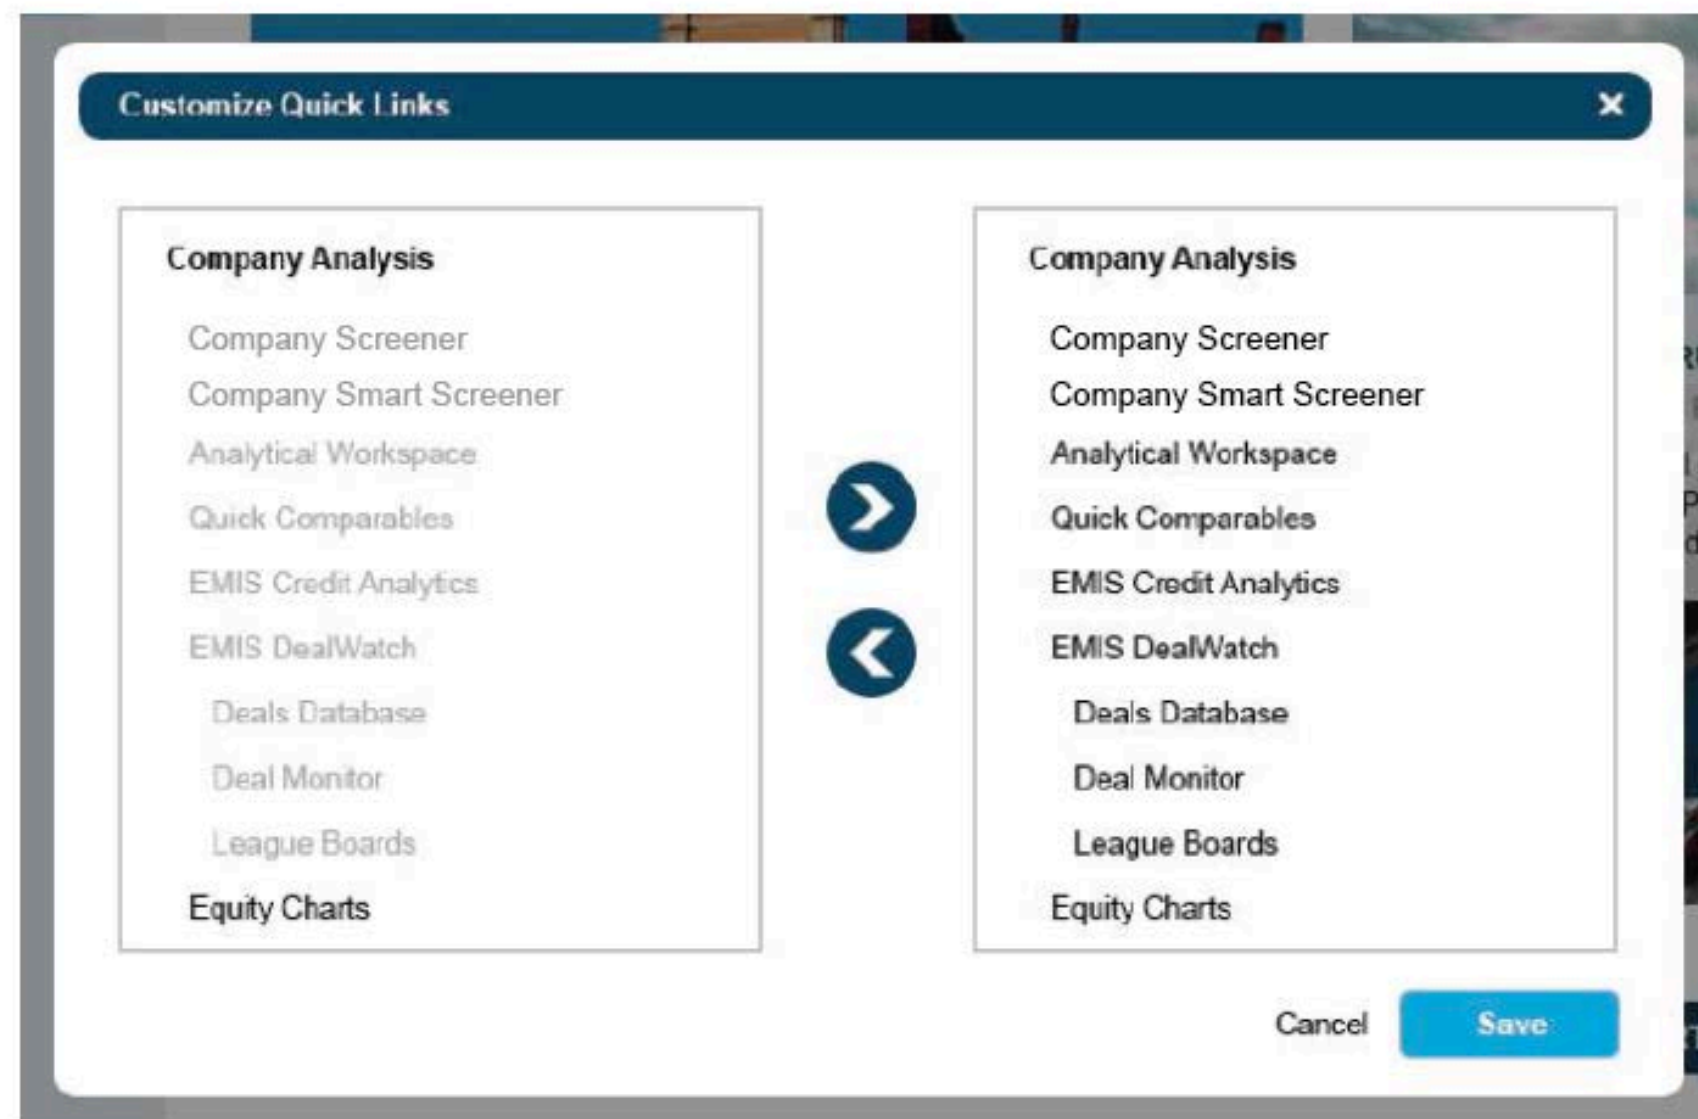 Customize Quick Links
Company Analysis
Company Screener
Company Smart Screener
Analytical Workspace
Quick Comparables
EMIS Credit Analytics
EMIS DealWatch
Deals Database
Deal Monitor
League Boards
Equity Charts
Company Analysis
Company Screener
Company Smart Screener
Analytical Workspace
Quick Comparables
EMIS Credit Analytics
EMIS DealWatch
Deals Database
Deal Monitor
League Boards
Equity Charts
Cancel
Save